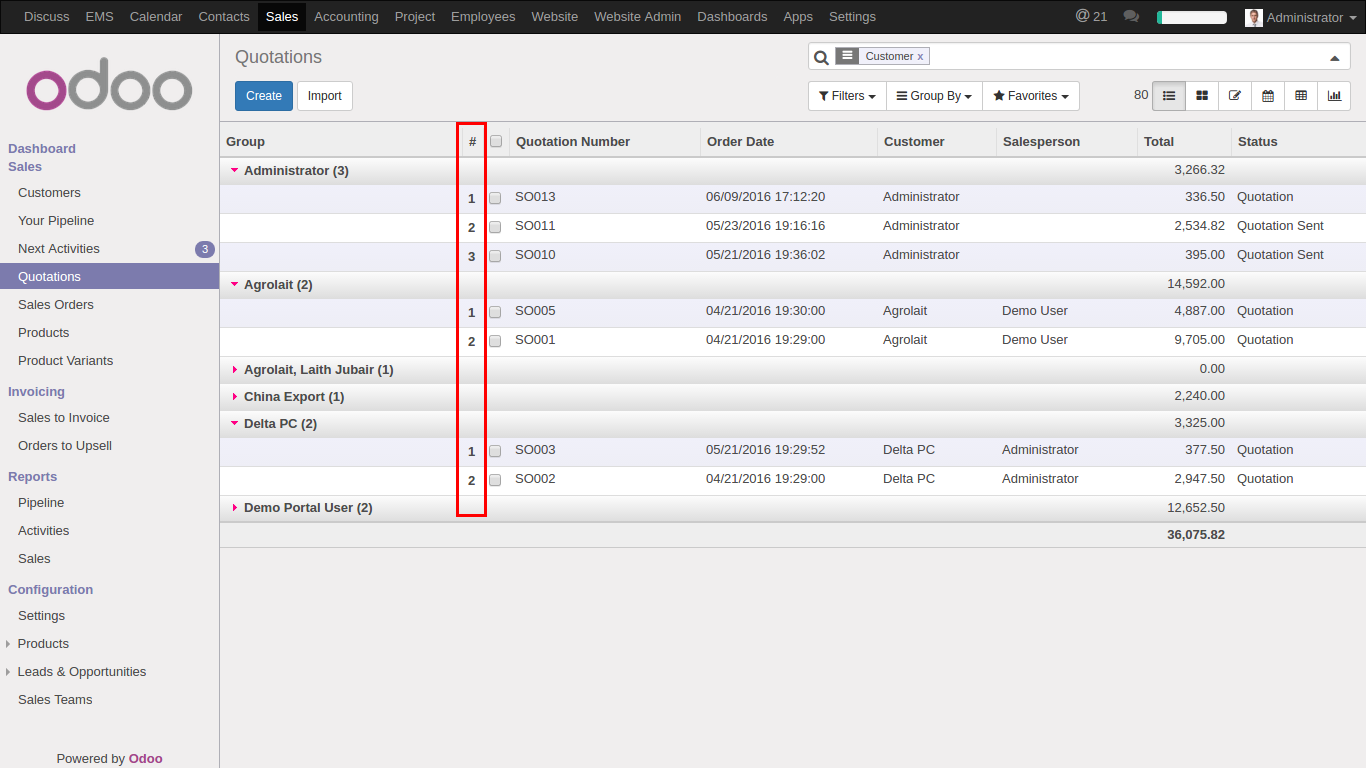 Discuss EMS Calendar Contacts Sales Accounting Project Employees Website Website Admin Dashboards Apps Settings @ 21 Administrator
odoo
Dashboard
Sales
Customers
Your Pipeline
Next Activities 3
Quotations
Sales Orders
Products
Product Variants
Invoicing
Sales to Invoice
Orders to Upsell
Reports
Pipeline
Activities
Sales
Configuration
Settings
Products
Leads & Opportunities
Sales Teams
Powered by Odoo
Quotations
Customer x
Create Import
Filters Group By Favorites 80
Group # Quotation Number Order Date Customer Salesperson Total Status
Administrator (3) 3,266.32
1 SO013 06/09/2016 17:12:20 Administrator 336.50 Quotation
2 SO011 05/23/2016 19:16:16 Administrator 2,534.82 Quotation Sent
3 SO010 05/21/2016 19:36:02 Administrator 395.00 Quotation Sent
Agrolait (2) 14,592.00
1 SO005 04/21/2016 19:30:00 Agrolait Demo User 4,887.00 Quotation
2 SO001 04/21/2016 19:29:00 Agrolait Demo User 9,705.00 Quotation
Agrolait, Laith Jubair (1) 0.00
China Export (1) 2,240.00
Delta PC (2) 3,325.00
1 SO003 05/21/2016 19:29:52 Delta PC Administrator 377.50 Quotation
2 SO002 04/21/2016 19:29:00 Delta PC Administrator 2,947.50 Quotation
Demo Portal User (2) 12,652.50
36,075.82